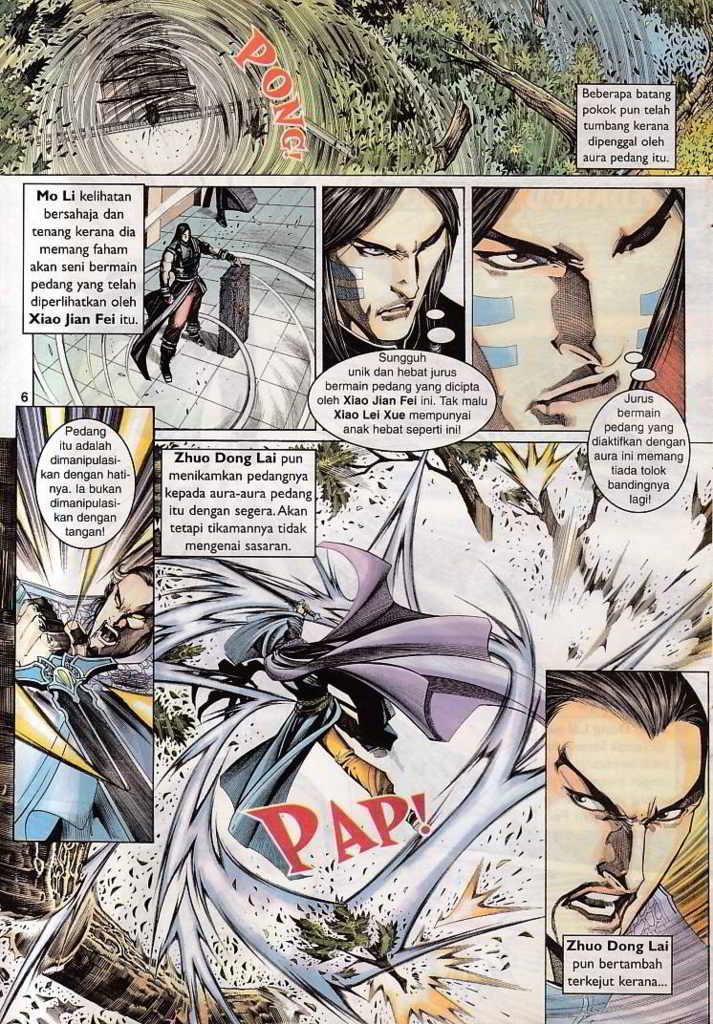 PONG!
Beberapa batang
pokok pun telah
tumbang kerana
dipenggal oleh
aura pedang itu.
Mo Li kelihatan
bersahaja dan
tenang kerana dia
memang faham
akan seni bermain
pedang yang telah
diperlihatkan oleh
Xiao Jian Fei itu.
Sungguh
unik dan hebat jurus
bermain pedang yang dicipta
oleh Xiao Jian Fei ini. Tak malu
Xiao Lei Xue mempunyai
anak hebat seperti ini!
Jurus
bermain
pedang yang
diaktifkan dengan
aura ini memang
tiada tolok
bandingnya
lagi!
6
Pedang
itu adalah
dimanipulasi-
kan dengan hati-
nya. Ia bukan
dimanipulasi-
kan dengan
tangan!
Zhuo Dong Lai pun
menikamkan pedangnya
kepada aura-aura pedang
itu dengan segera. Akan
tetapi tikamannya tidak
mengenai sasaran.
PAP!
Zhuo Dong Lai
pun bertambah
terkejut kerana...